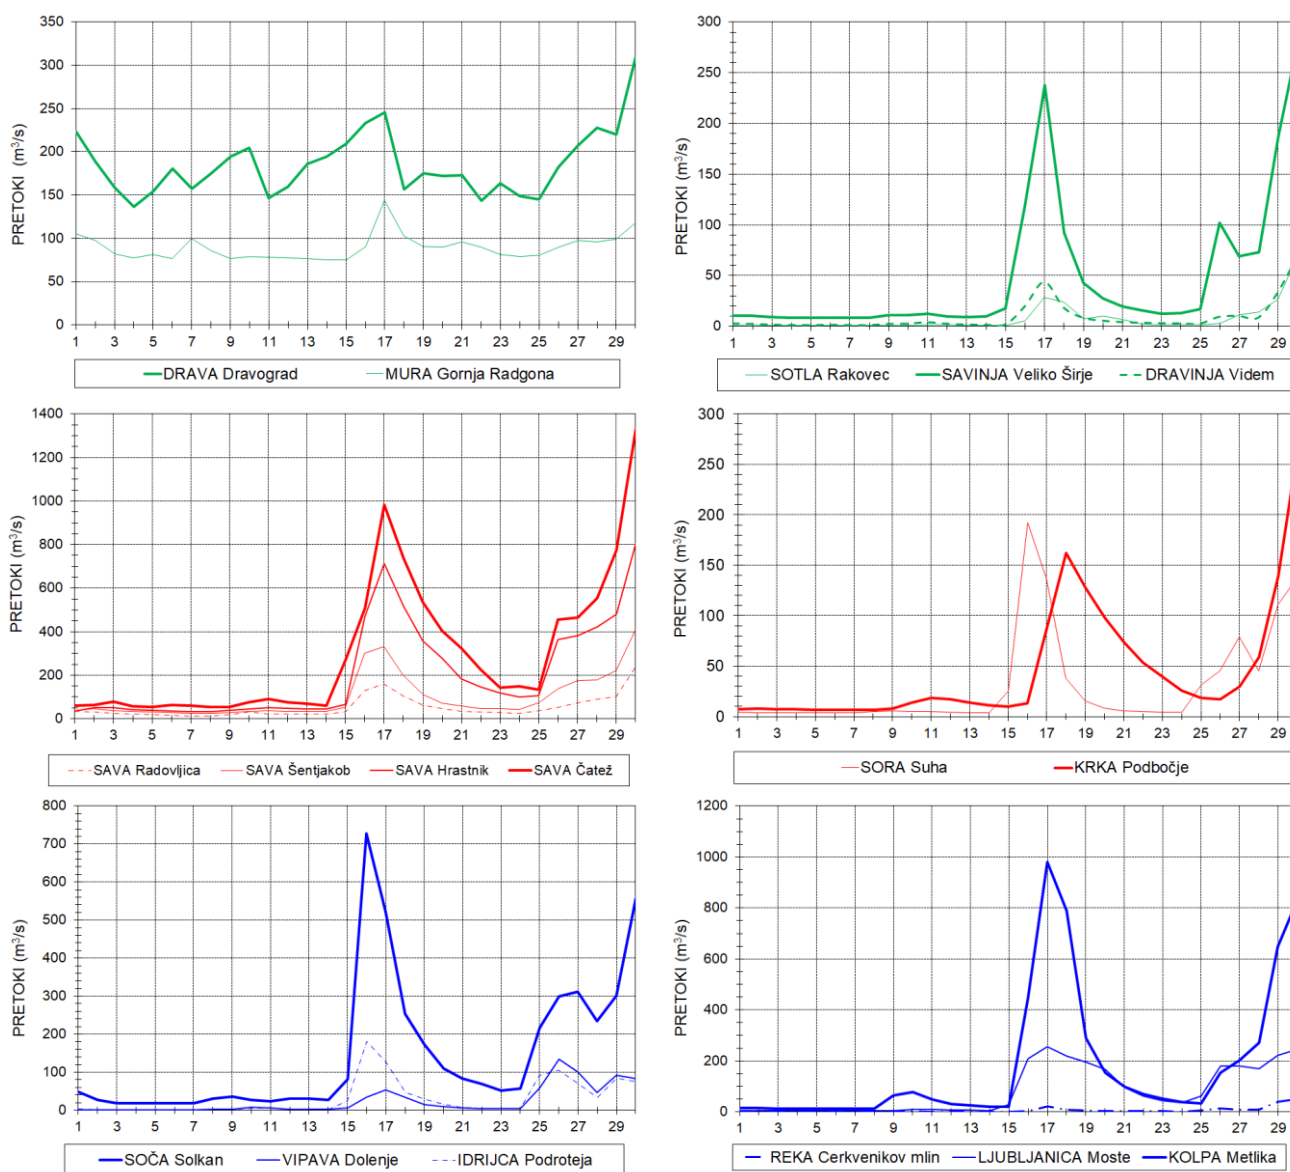 PRETOKI (m³/s)
350
300
250
200
150
100
50
0
1 3 5 7 9 11 13 15 17 19 21 23 25 27 29
DRAVA Dravograd MURA Gornja Radgona
PRETOKI (m³/s)
300
250
200
150
100
50
0
1 3 5 7 9 11 13 15 17 19 21 23 25 27 29
SOTLA Rakovec SAVINJA Veliko Širje DRAVINJA Videm
PRETOKI (m³/s)
1400
1200
1000
800
600
400
200
0
1 3 5 7 9 11 13 15 17 19 21 23 25 27 29
SAVA Radovljica SAVA Šentjakob SAVA Hrastnik SAVA Čatež
PRETOKI (m³/s)
300
250
200
150
100
50
0
1 3 5 7 9 11 13 15 17 19 21 23 25 27 29
SORA Suha KRKA Podbočje
PRETOKI (m³/s)
800
700
600
500
400
300
200
100
0
1 3 5 7 9 11 13 15 17 19 21 23 25 27 29
SOČA Solkan VIPAVA Dolenje IDRIJCA Podroteja
PRETOKI (m³/s)
1200
1000
800
600
400
200
0
1 3 5 7 9 11 13 15 17 19 21 23 25 27 29
REKA Cerkvenikov mlin LJUBLJANICA Moste KOLPA Metlika